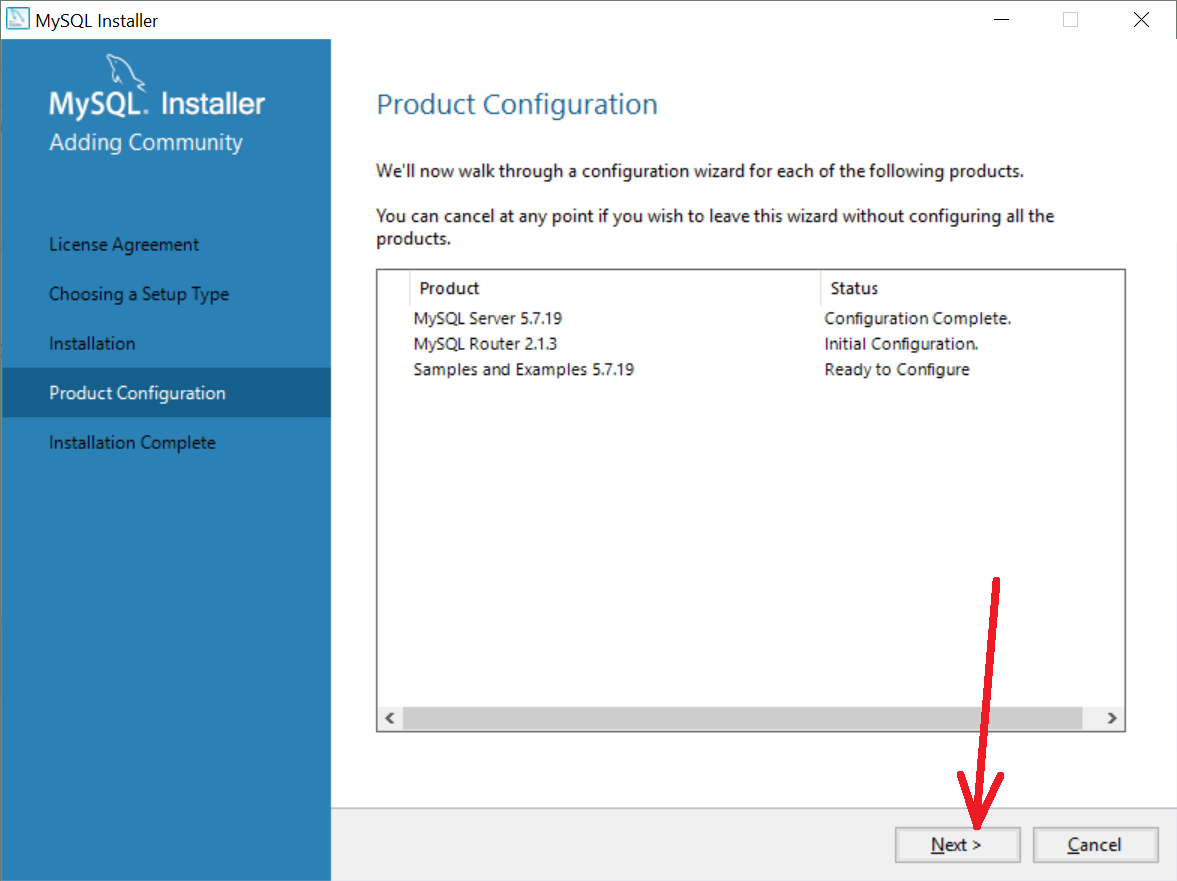 MySQL Installer
MySQL. Installer
Adding Community
License Agreement
Choosing a Setup Type
Installation
Product Configuration
Installation Complete
Product Configuration
We'll now walk through a configuration wizard for each of the following products.
You can cancel at any point if you wish to leave this wizard without configuring all the
products.
Product Status
MySQL Server 5.7.19 Configuration Complete.
MySQL Router 2.1.3 Initial Configuration.
Samples and Examples 5.7.19 Ready to Configure
Next > Cancel